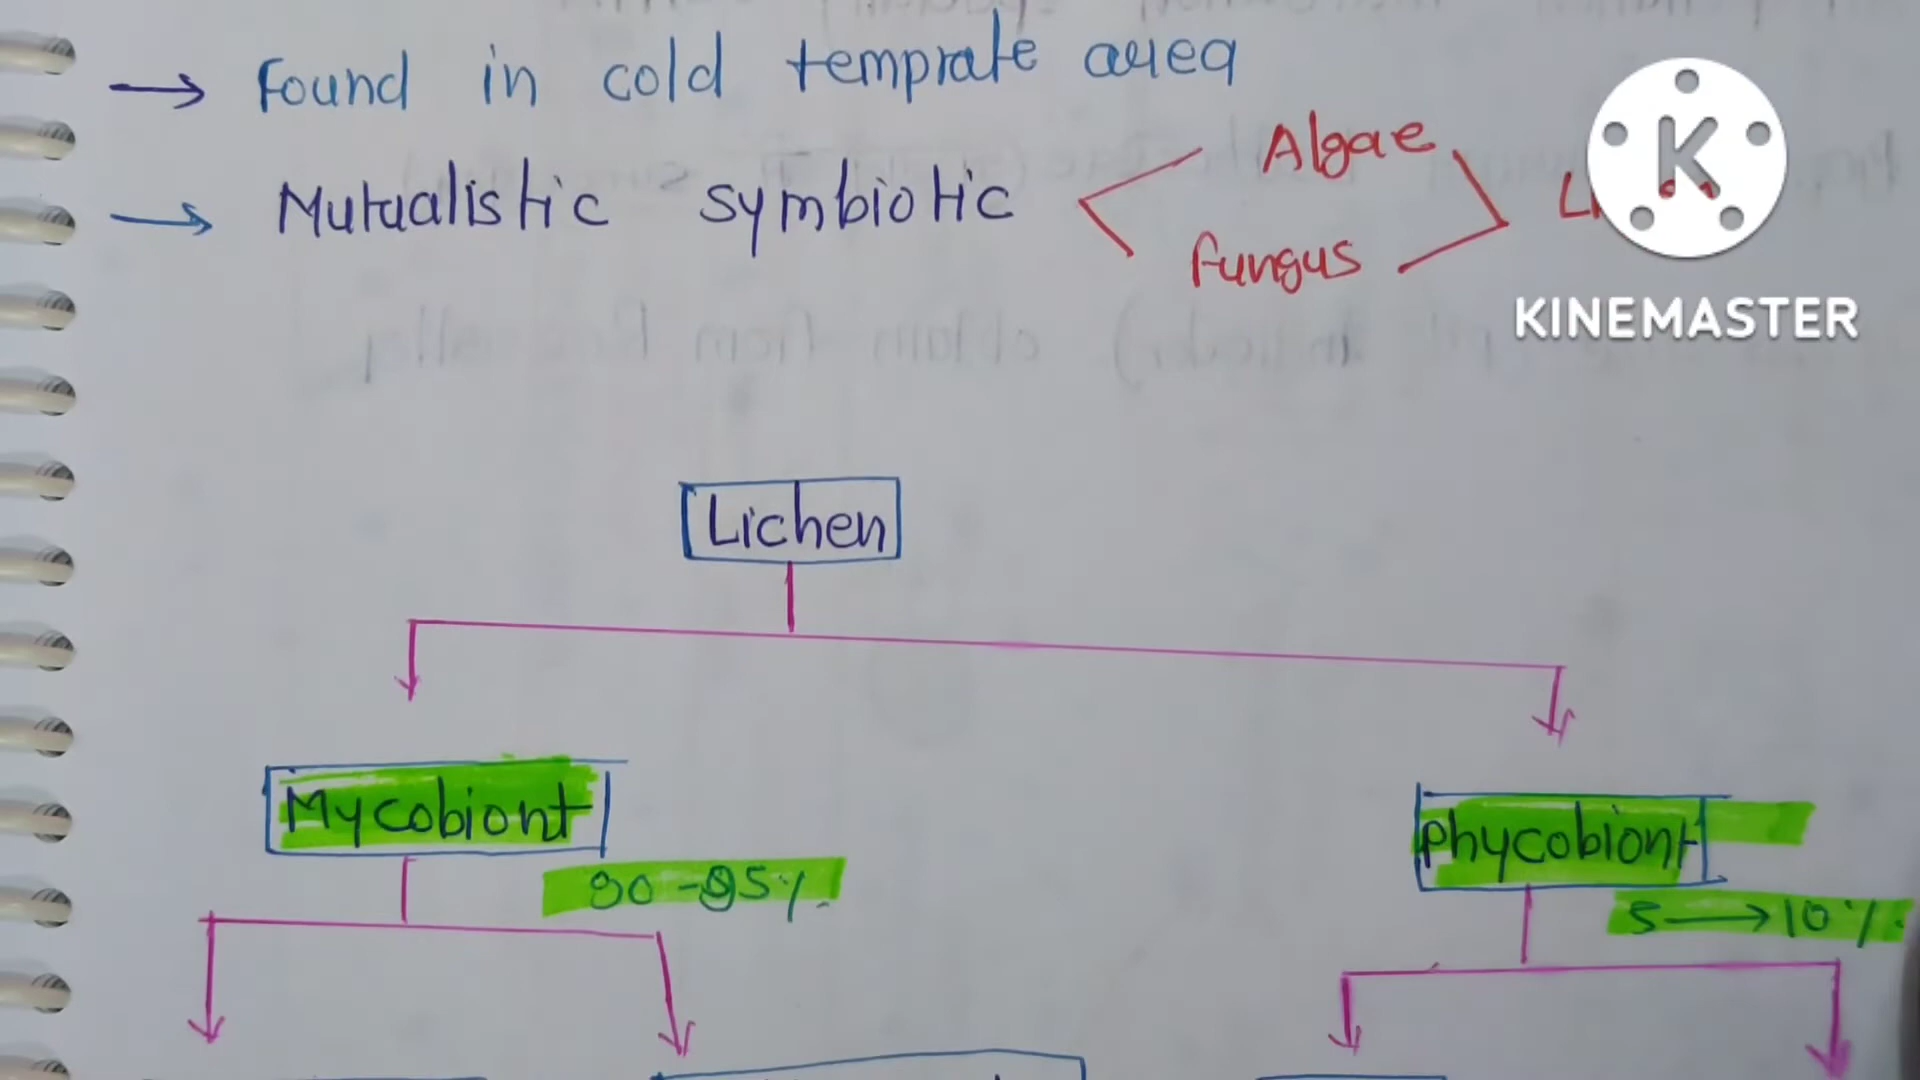 → Found in cold temprate area
→ Mutualistic symbiotic Algae
fungus
KINEMASTER
Lichen
Mycobiont
90-95%.
Phycobiont
5→10%.